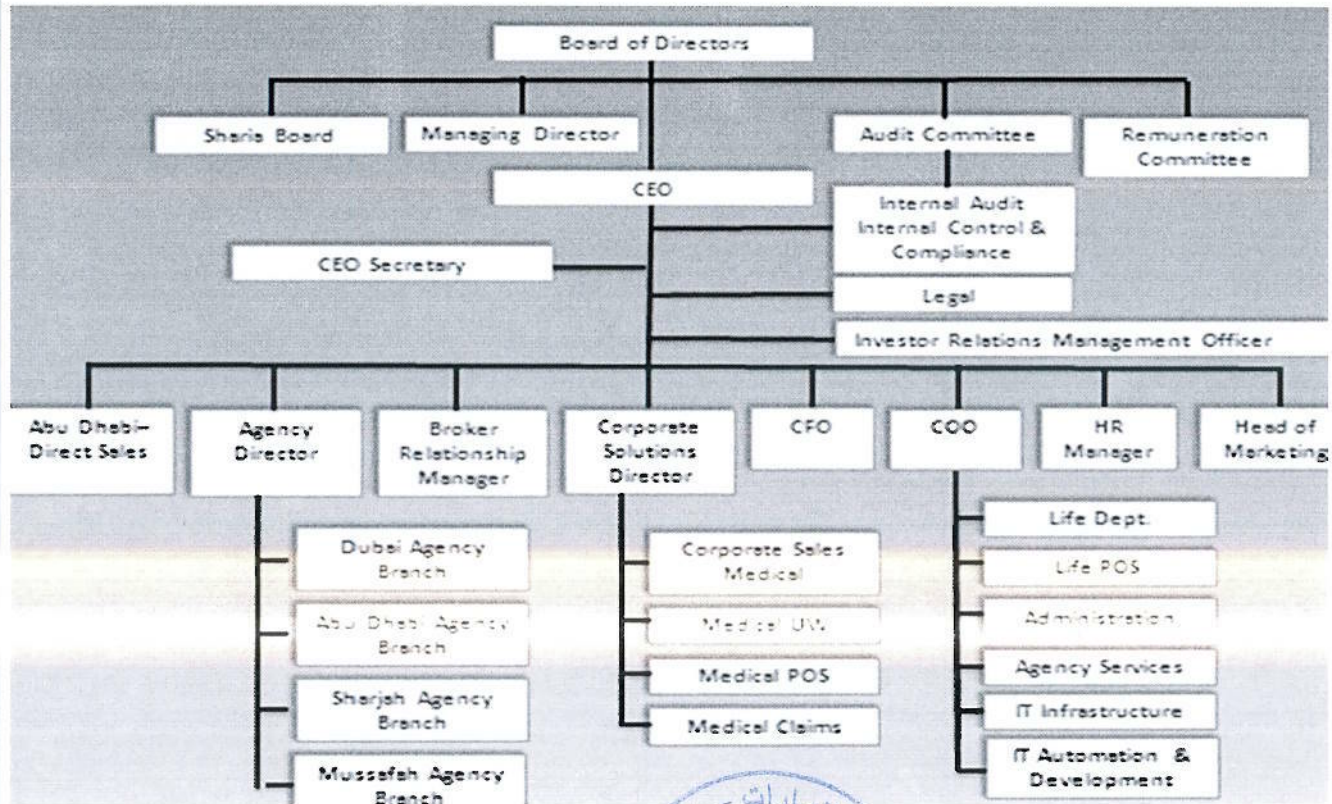 Board of Directors
Sharia Board
Managing Director
Audit Committee
Remuneration
Committee
CEO
Internal Audit
Internal Control &
Compliance
CEO Secretary
Legal
Investor Relations Management Officer
Abu Dhabi–
Direct Sales
Agency
Director
Broker
Relationship
Manager
Corporate
Solutions
Director
CFO
COO
HR
Manager
Head of
Marketing
Dubai Agency
Branch
Abu Dhabi Agency
Branch
Sharjah Agency
Branch
Mussafah Agency
Branch
Corporate Sales
Medical
Medical UW
Medical POS
Medical Claims
Life Dept.
Life POS
Administration
Agency Services
IT Infrastructure
IT Automation &
Development